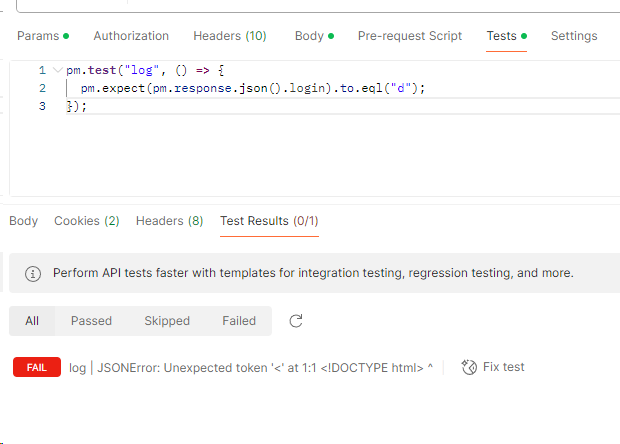 Params Authorization Headers (10) Body Pre-request Script Tests Settings
1 pm.test("log", () => {
2 pm.expect(pm.response.json().login).to.eql("d");
3 });
Body Cookies (2) Headers (8) Test Results (0/1)
Perform API tests faster with templates for integration testing, regression testing, and more.
All Passed Skipped Failed
FAIL log | JSONError: Unexpected token '<' at 1:1 <!DOCTYPE html> ^ Fix test